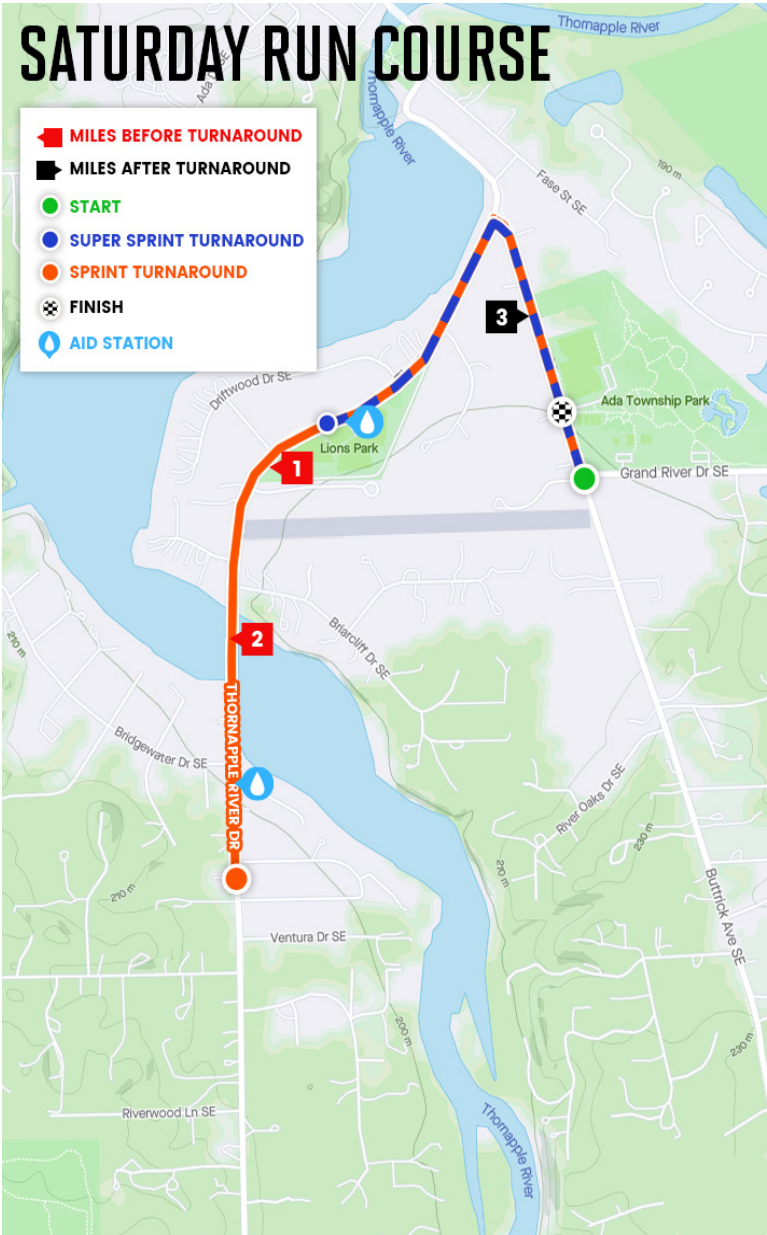 SATURDAY RUN COURSE
MILES BEFORE TURNAROUND
MILES AFTER TURNAROUND
START
SUPER SPRINT TURNAROUND
SPRINT TURNAROUND
FINISH
AID STATION
Thornapple River
Thornapple River
190 m
Fase St SE
3
Driftwood Dr SE
Ada Township Park
Lions Park
1
Grand River Dr SE
Briarcliff Dr SE
2
210 m
THORNAPPLE RIVER DR
Bridgewater Dr SE
River Oaks Dr SE
230 m
210 m
210 m
Buttrick Ave SE
Ventura Dr SE
200 m
230 m
Riverwood Ln SE
Thornapple River